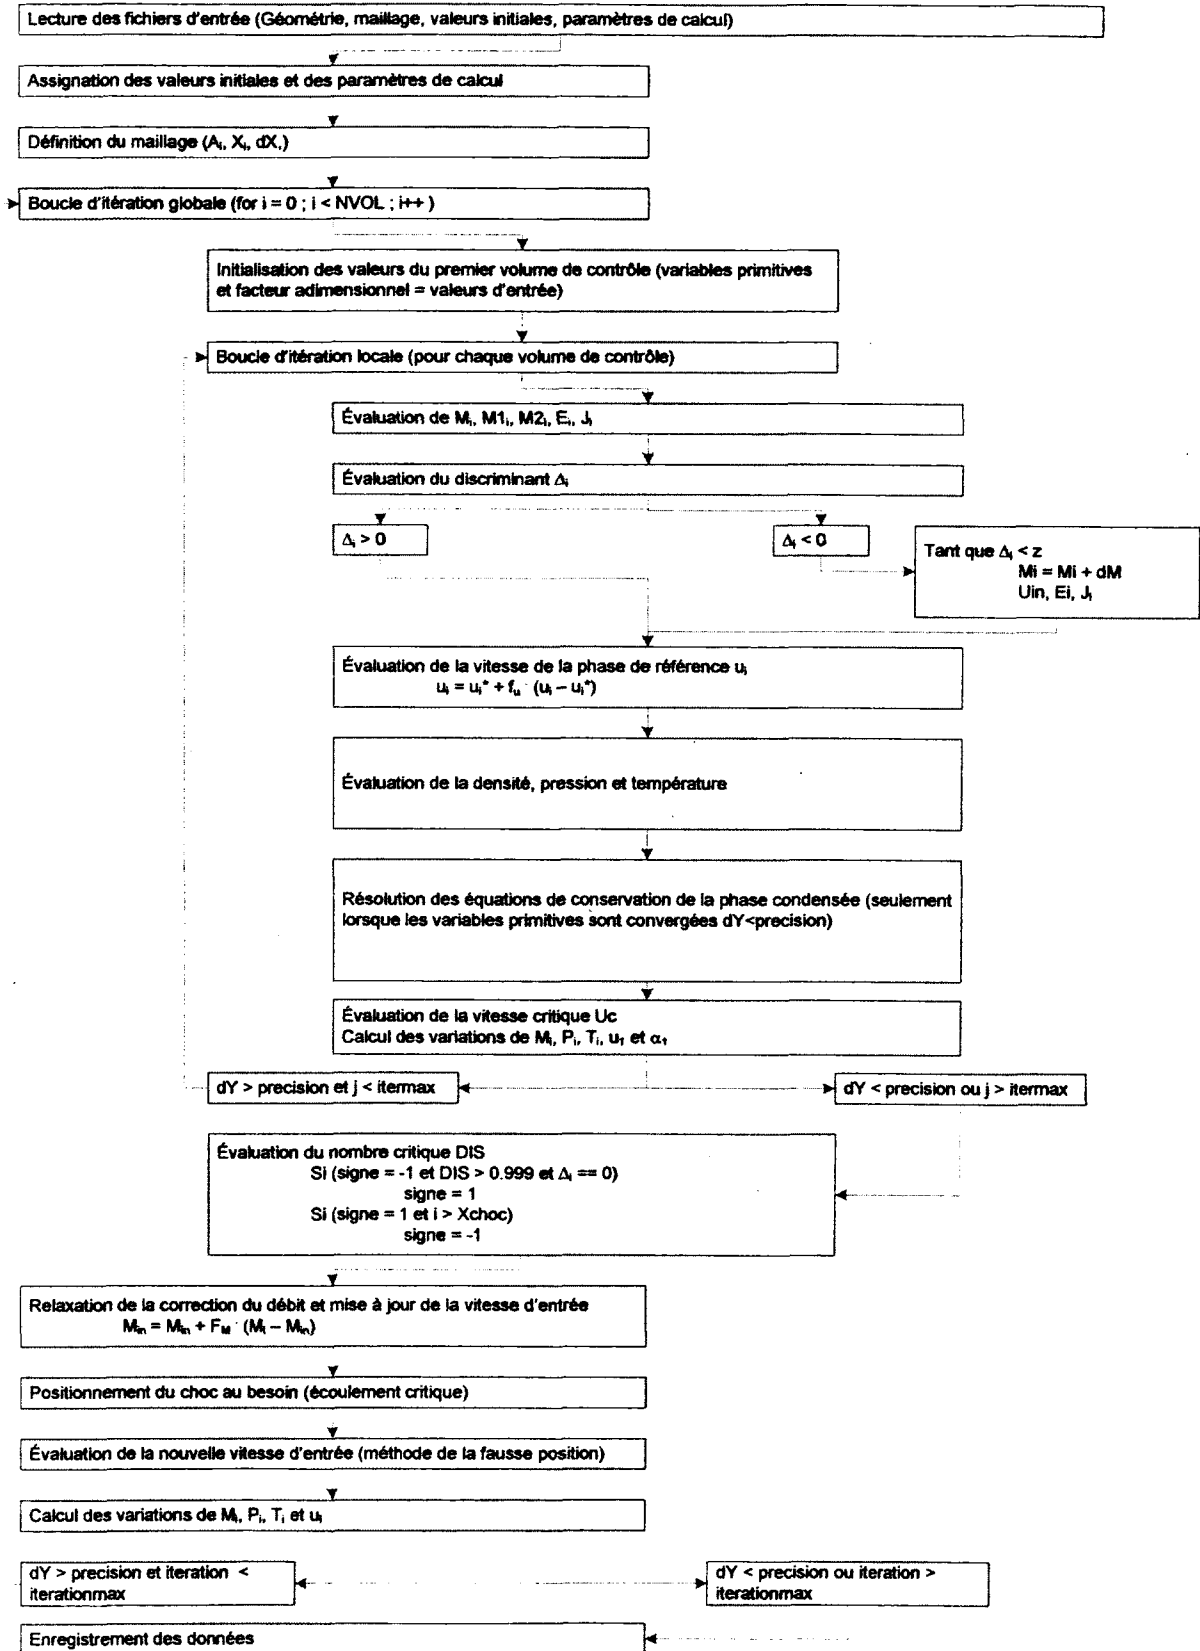 Lecture des fichiers d'entrée (Géométrie, maillage, valeurs initiales, paramètres de calcul)
Assignation des valeurs initiales et des paramètres de calcul
Définition du maillage (Aᵢ, Xᵢ, dXᵢ)
Boucle d'itération globale (for i = 0 ; i < NVOL ; i++ )
Initialisation des valeurs du premier volume de contrôle (variables primitives
et facteur adimensionnel = valeurs d'entrée)
Boucle d'itération locale (pour chaque volume de contrôle)
Évaluation de Mᵢ, M1ᵢ, M2ᵢ, Eᵢ, Jᵢ
Évaluation du discriminant Δᵢ
Δᵢ > 0
Δᵢ < 0
Tant que Δᵢ < z
Mi = Mi + dM
Uin, Ei, Jᵢ
Évaluation de la vitesse de la phase de référence uᵢ
uᵢ = uᵢ* + fᵤ · (uᵢ – uᵢ*)
Évaluation de la densité, pression et température
Résolution des équations de conservation de la phase condensée (seulement
lorsque les variables primitives sont convergées dY<precision)
Évaluation de la vitesse critique Uc
Calcul des variations de Mᵢ, Pᵢ, Tᵢ, u₁ et α₁
dY > precision et j < itermax
dY < precision ou j > itermax
Évaluation du nombre critique DIS
Si (signe = -1 et DIS > 0.999 et Δᵢ == 0)
signe = 1
Si (signe = 1 et i > Xchoc)
signe = -1
Relaxation de la correction du débit et mise à jour de la vitesse d'entrée
Mᵢₙ = Mᵢₙ + F_M · (Mᵢ – Mᵢₙ)
Positionnement du choc au besoin (écoulement critique)
Évaluation de la nouvelle vitesse d'entrée (méthode de la fausse position)
Calcul des variations de Mᵢ, Pᵢ, Tᵢ et uᵢ
dY > precision et iteration <
iterationmax
dY < precision ou iteration >
iterationmax
Enregistrement des données